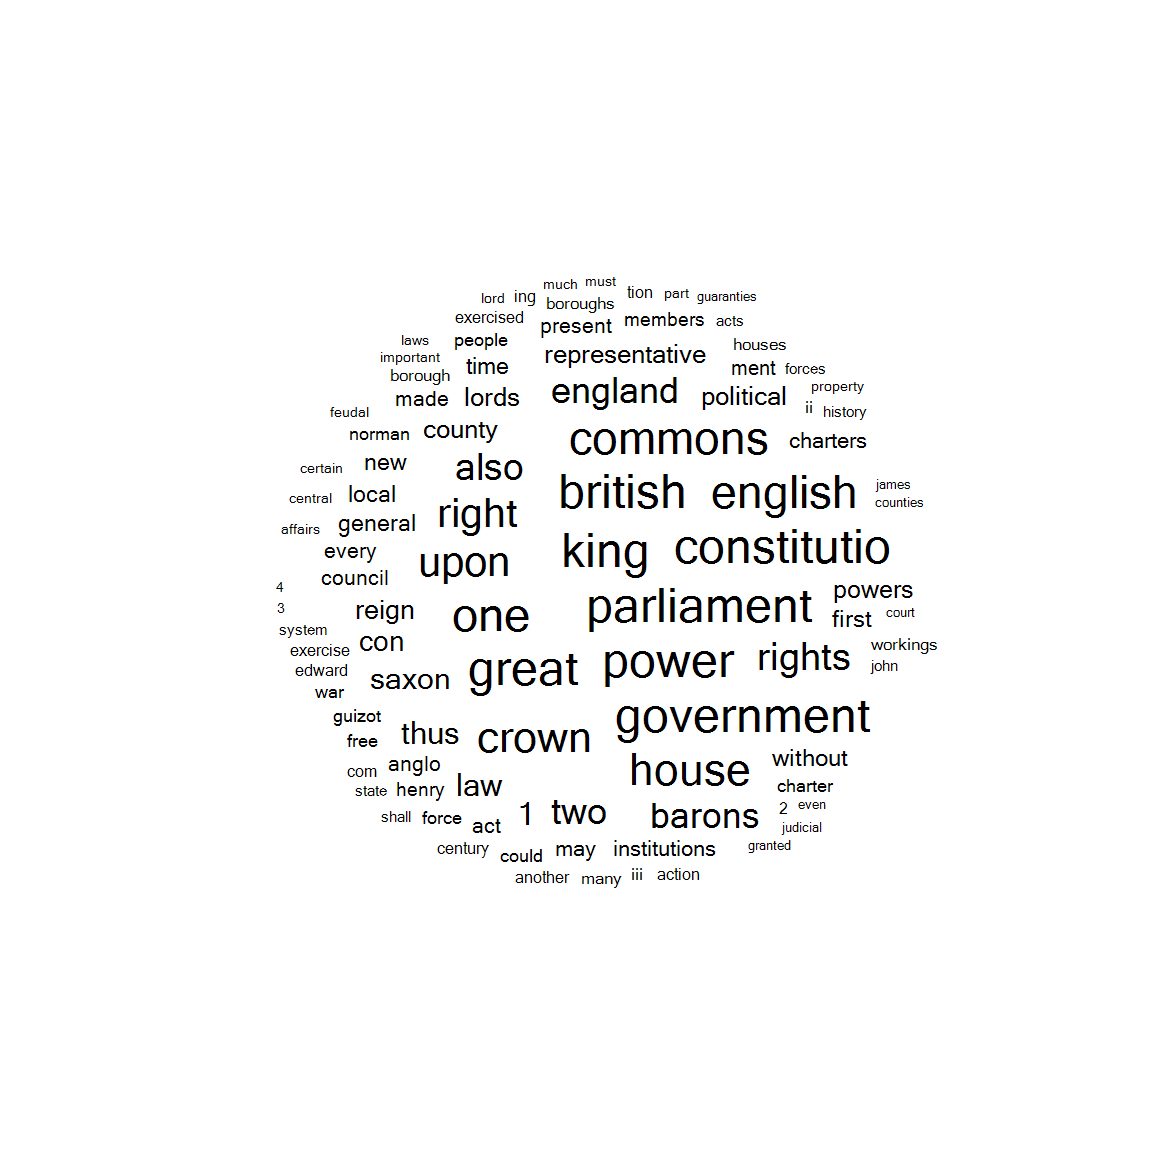 much must
lord ing tion part guaranties
boroughs
exercised present members acts
laws people houses
important time representative ment forces
borough england political property
made lords ii history
feudal
norman county commons charters
certain new also
british english james
central local right counties
affairs general
every upon king constitutio
council
4 powers
3 reign one parliament first court
system
exercise con power rights workings
edward saxon great john
war
guizot thus crown government
free
com anglo house without
state henry law charter
shall force act 1 two barons 2 even
judicial
century could may institutions granted
another many iii action